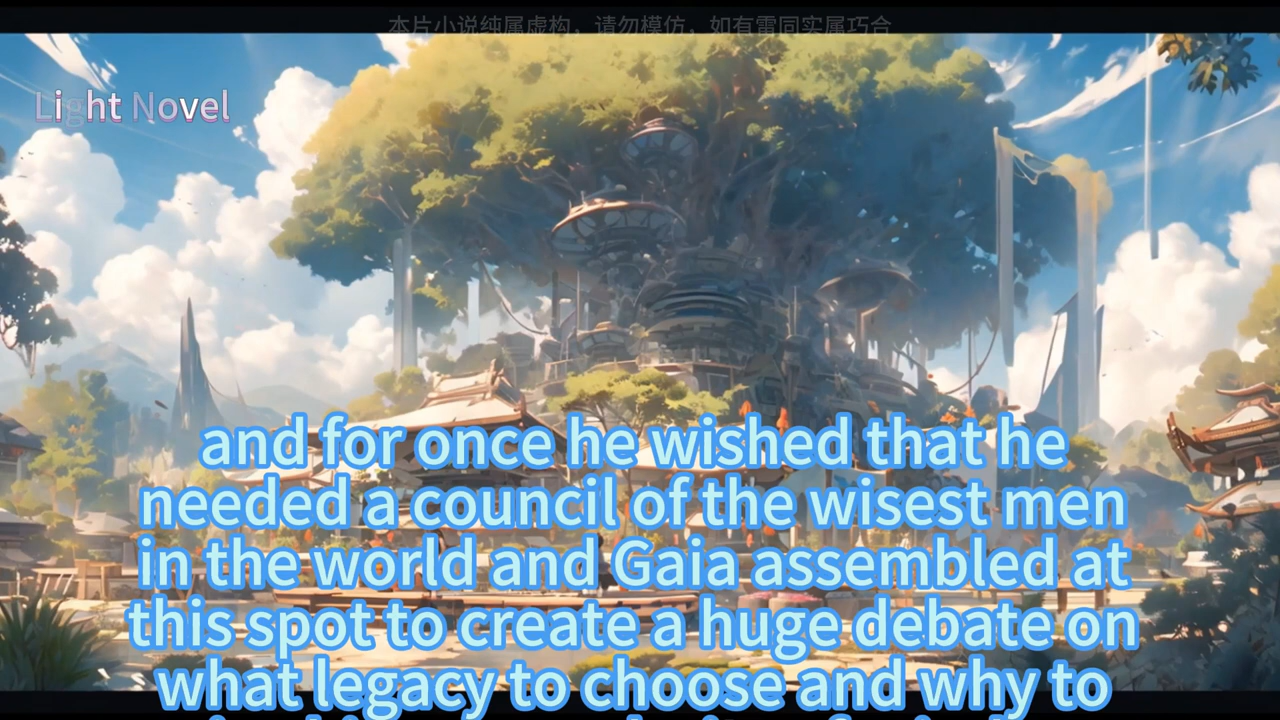 本片小说纯属虚构，请勿模仿，如有雷同实属巧合
Light Novel
and for once he wished that he
needed a council of the wisest men
in the world and Gaia assembled at
this spot to create a huge debate on
what legacy to choose and why to